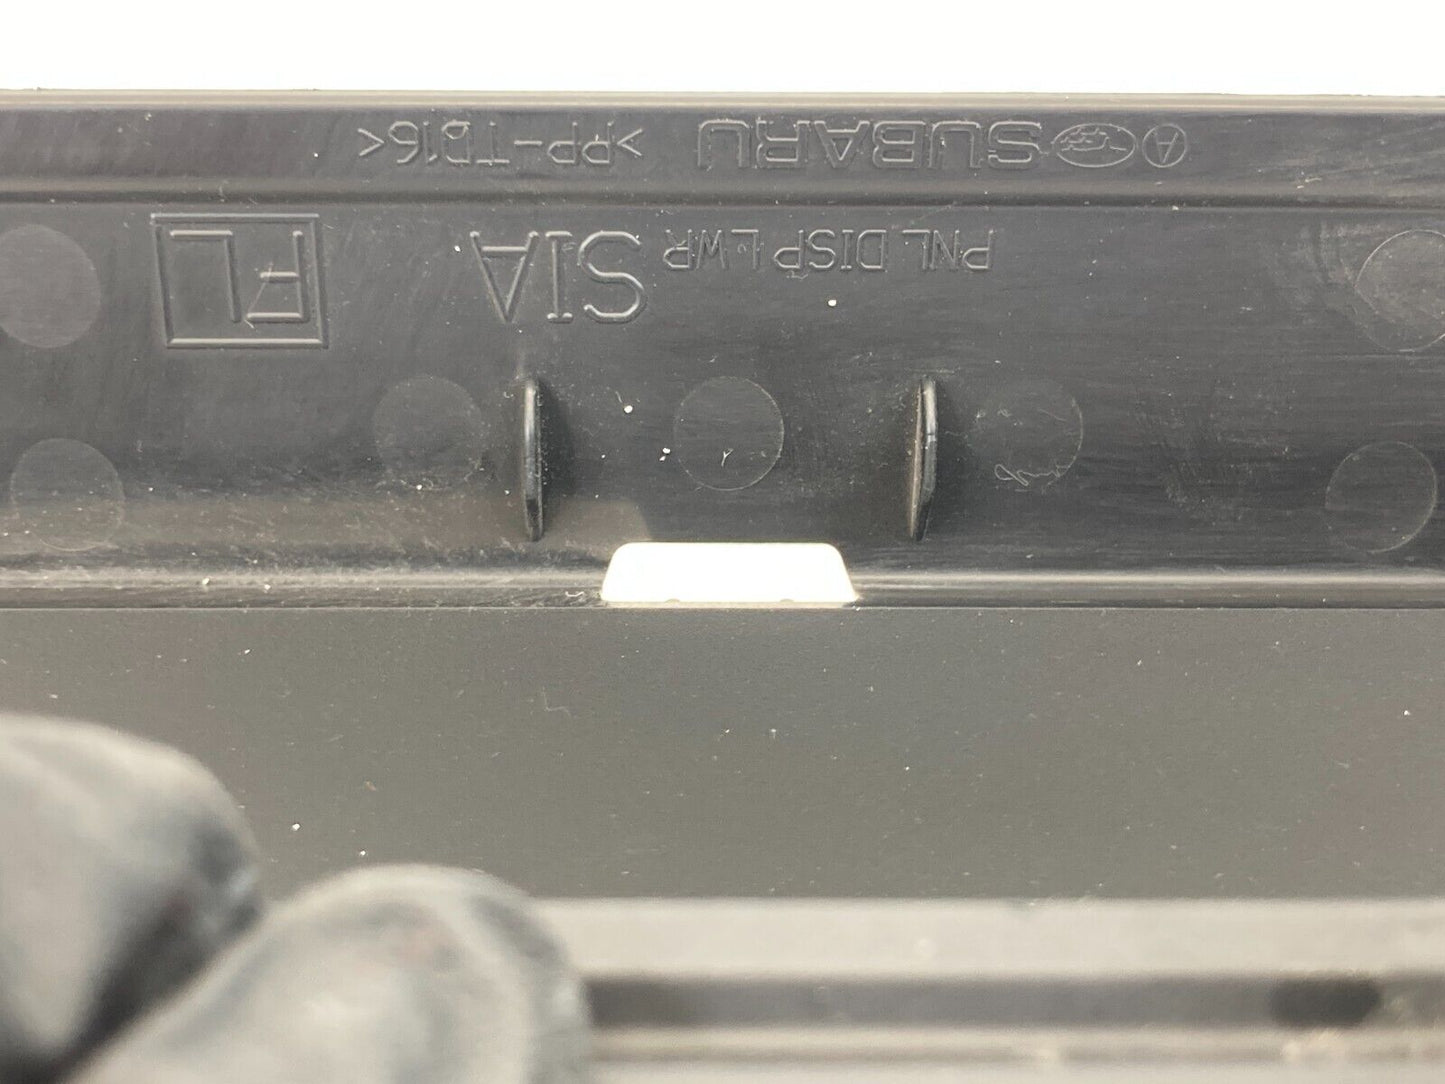 PNL DISP LWR SIA FL
A SUBARU >PP-TD16<